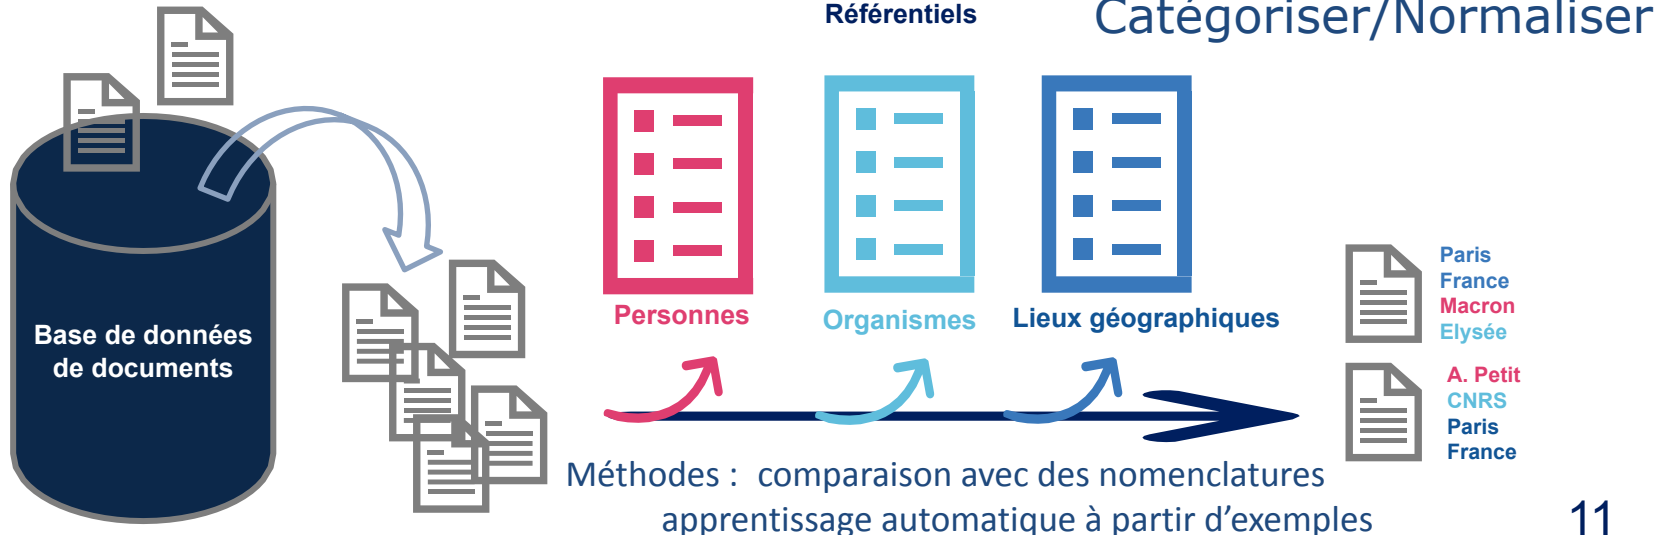 Catégoriser/Normaliser
Référentiels
Base de données
de documents
Personnes
Organismes
Lieux géographiques
Paris
France
Macron
Elysée
A. Petit
CNRS
Paris
France
Méthodes : comparaison avec des nomenclatures
apprentissage automatique à partir d’exemples
11